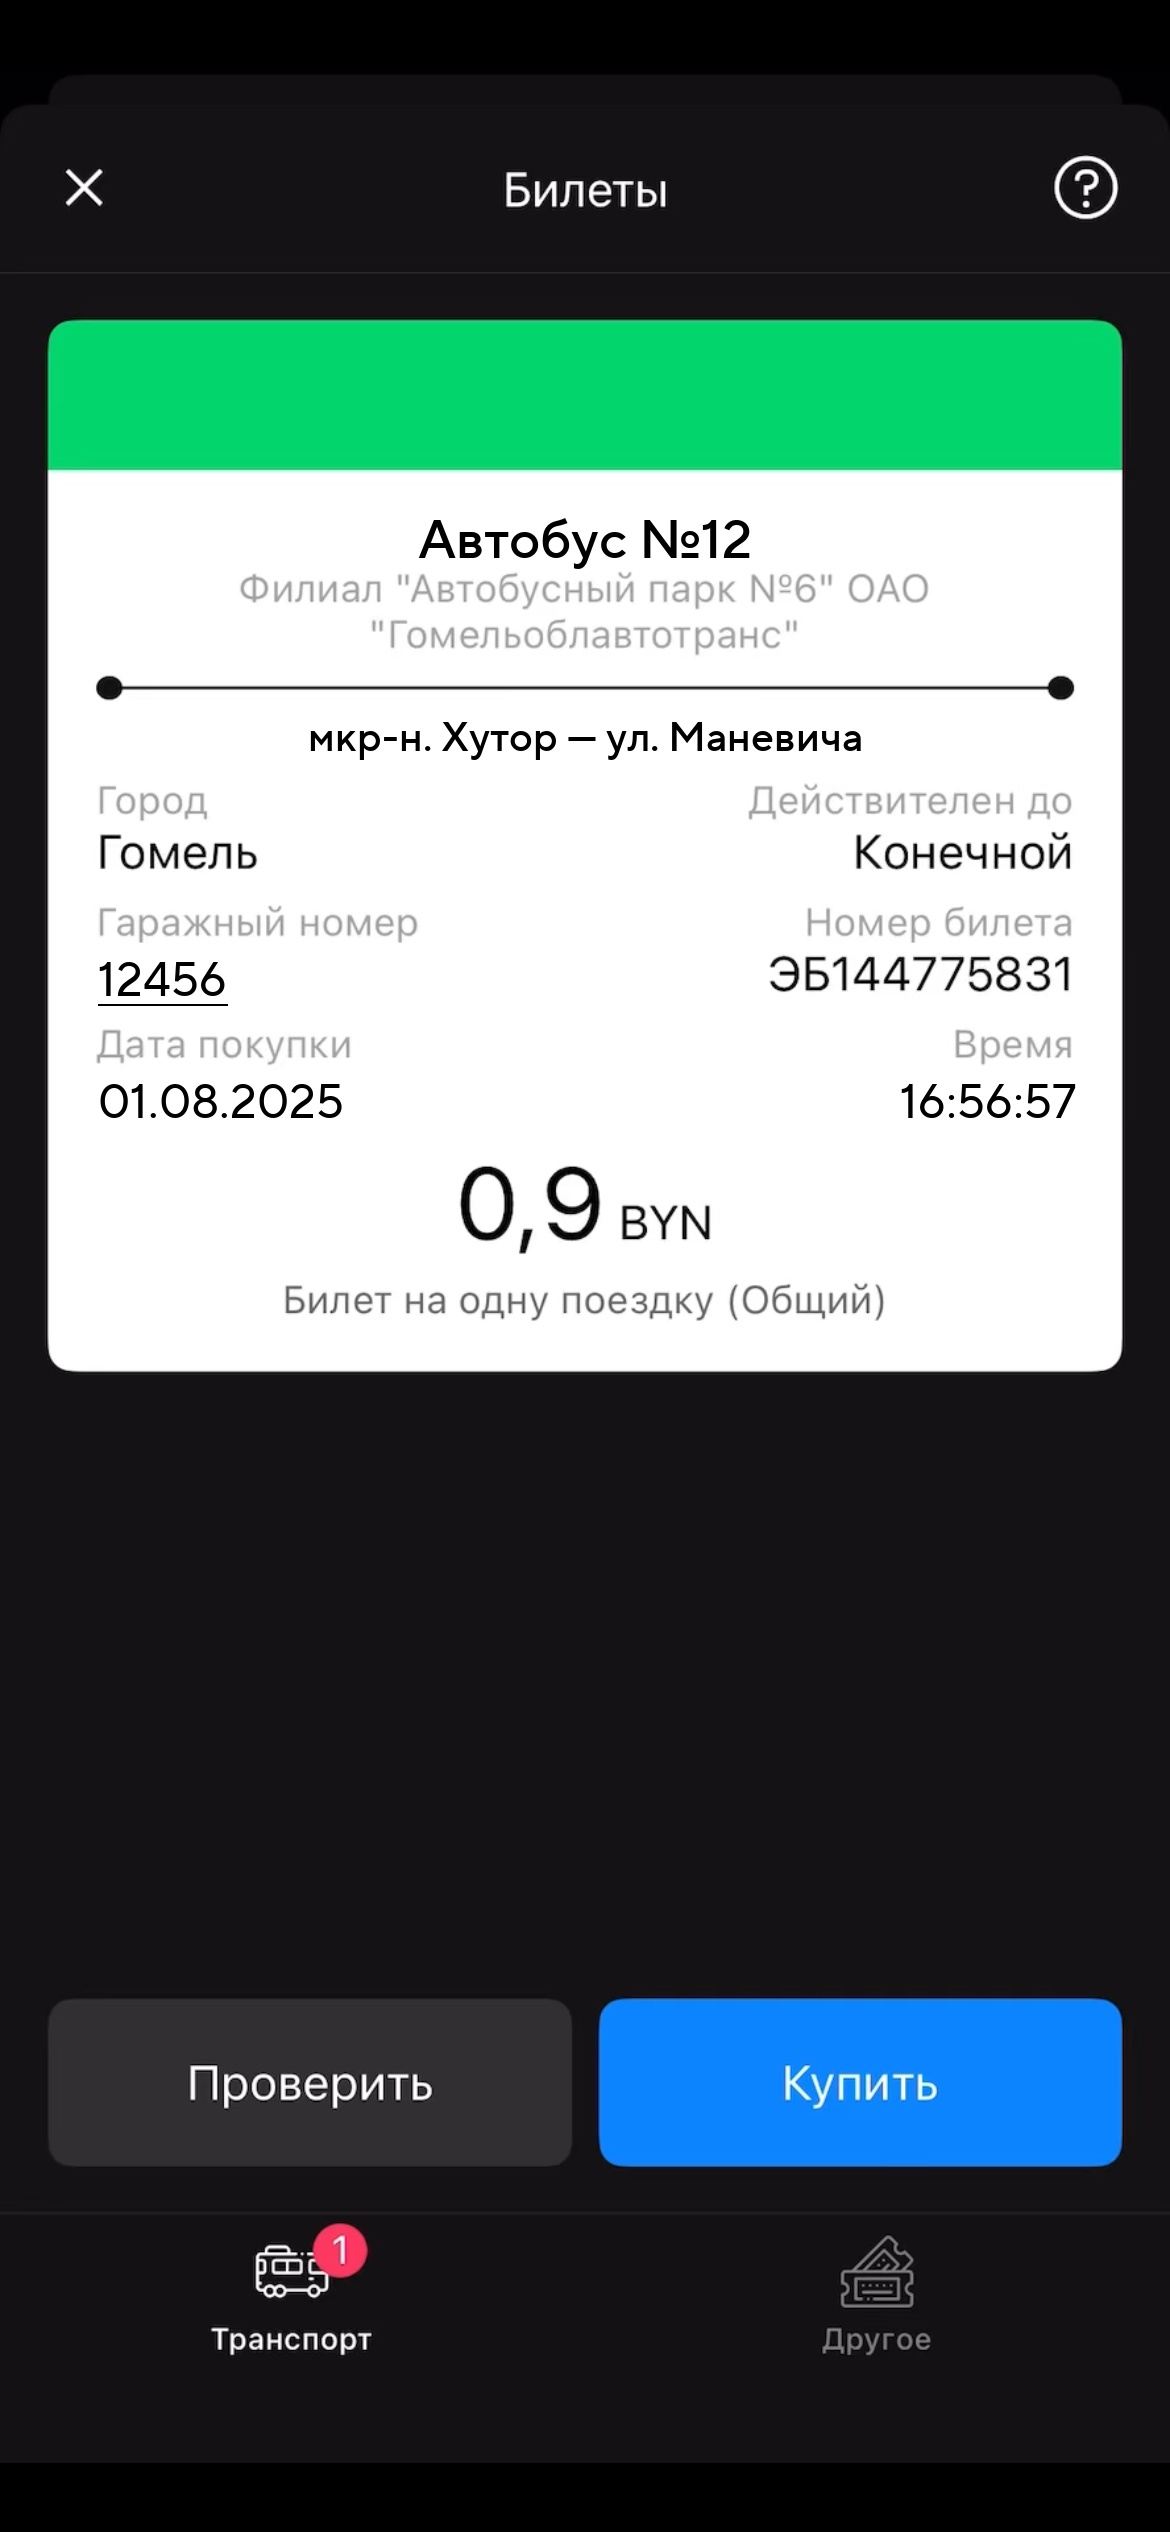 Билеты
Автобус №12
Филиал "Автобусный парк №6" ОАО
"Гомельоблавтотранс"
мкр-н. Хутор — ул. Маневича
Город
Действителен до
Гомель
Конечной
Гаражный номер
Номер билета
12456
ЭБ144775831
Дата покупки
Время
01.08.2025
16:56:57
0,9 BYN
Билет на одну поездку (Общий)
Проверить
Купить
1
Транспорт
Другое